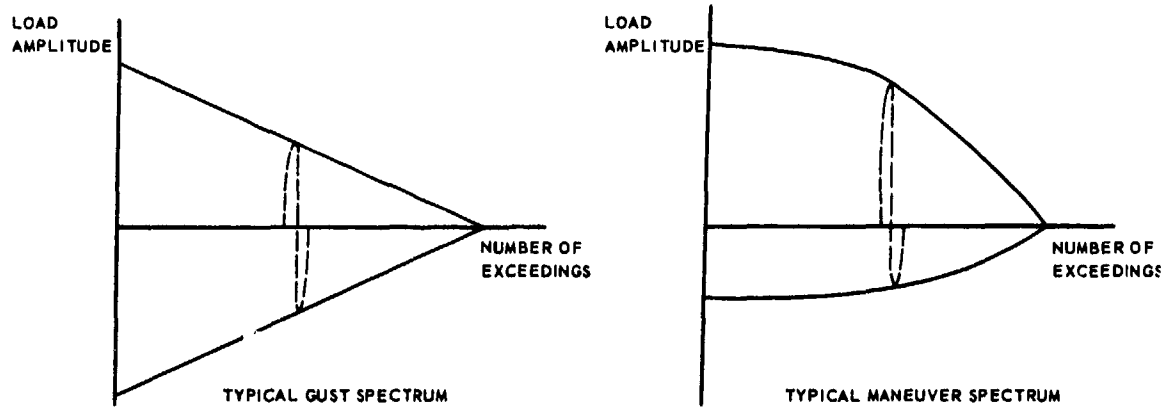 LOAD
AMPLITUDE
NUMBER OF
EXCEEDINGS
TYPICAL GUST SPECTRUM
LOAD
AMPLITUDE
NUMBER OF
EXCEEDINGS
TYPICAL MANEUVER SPECTRUM